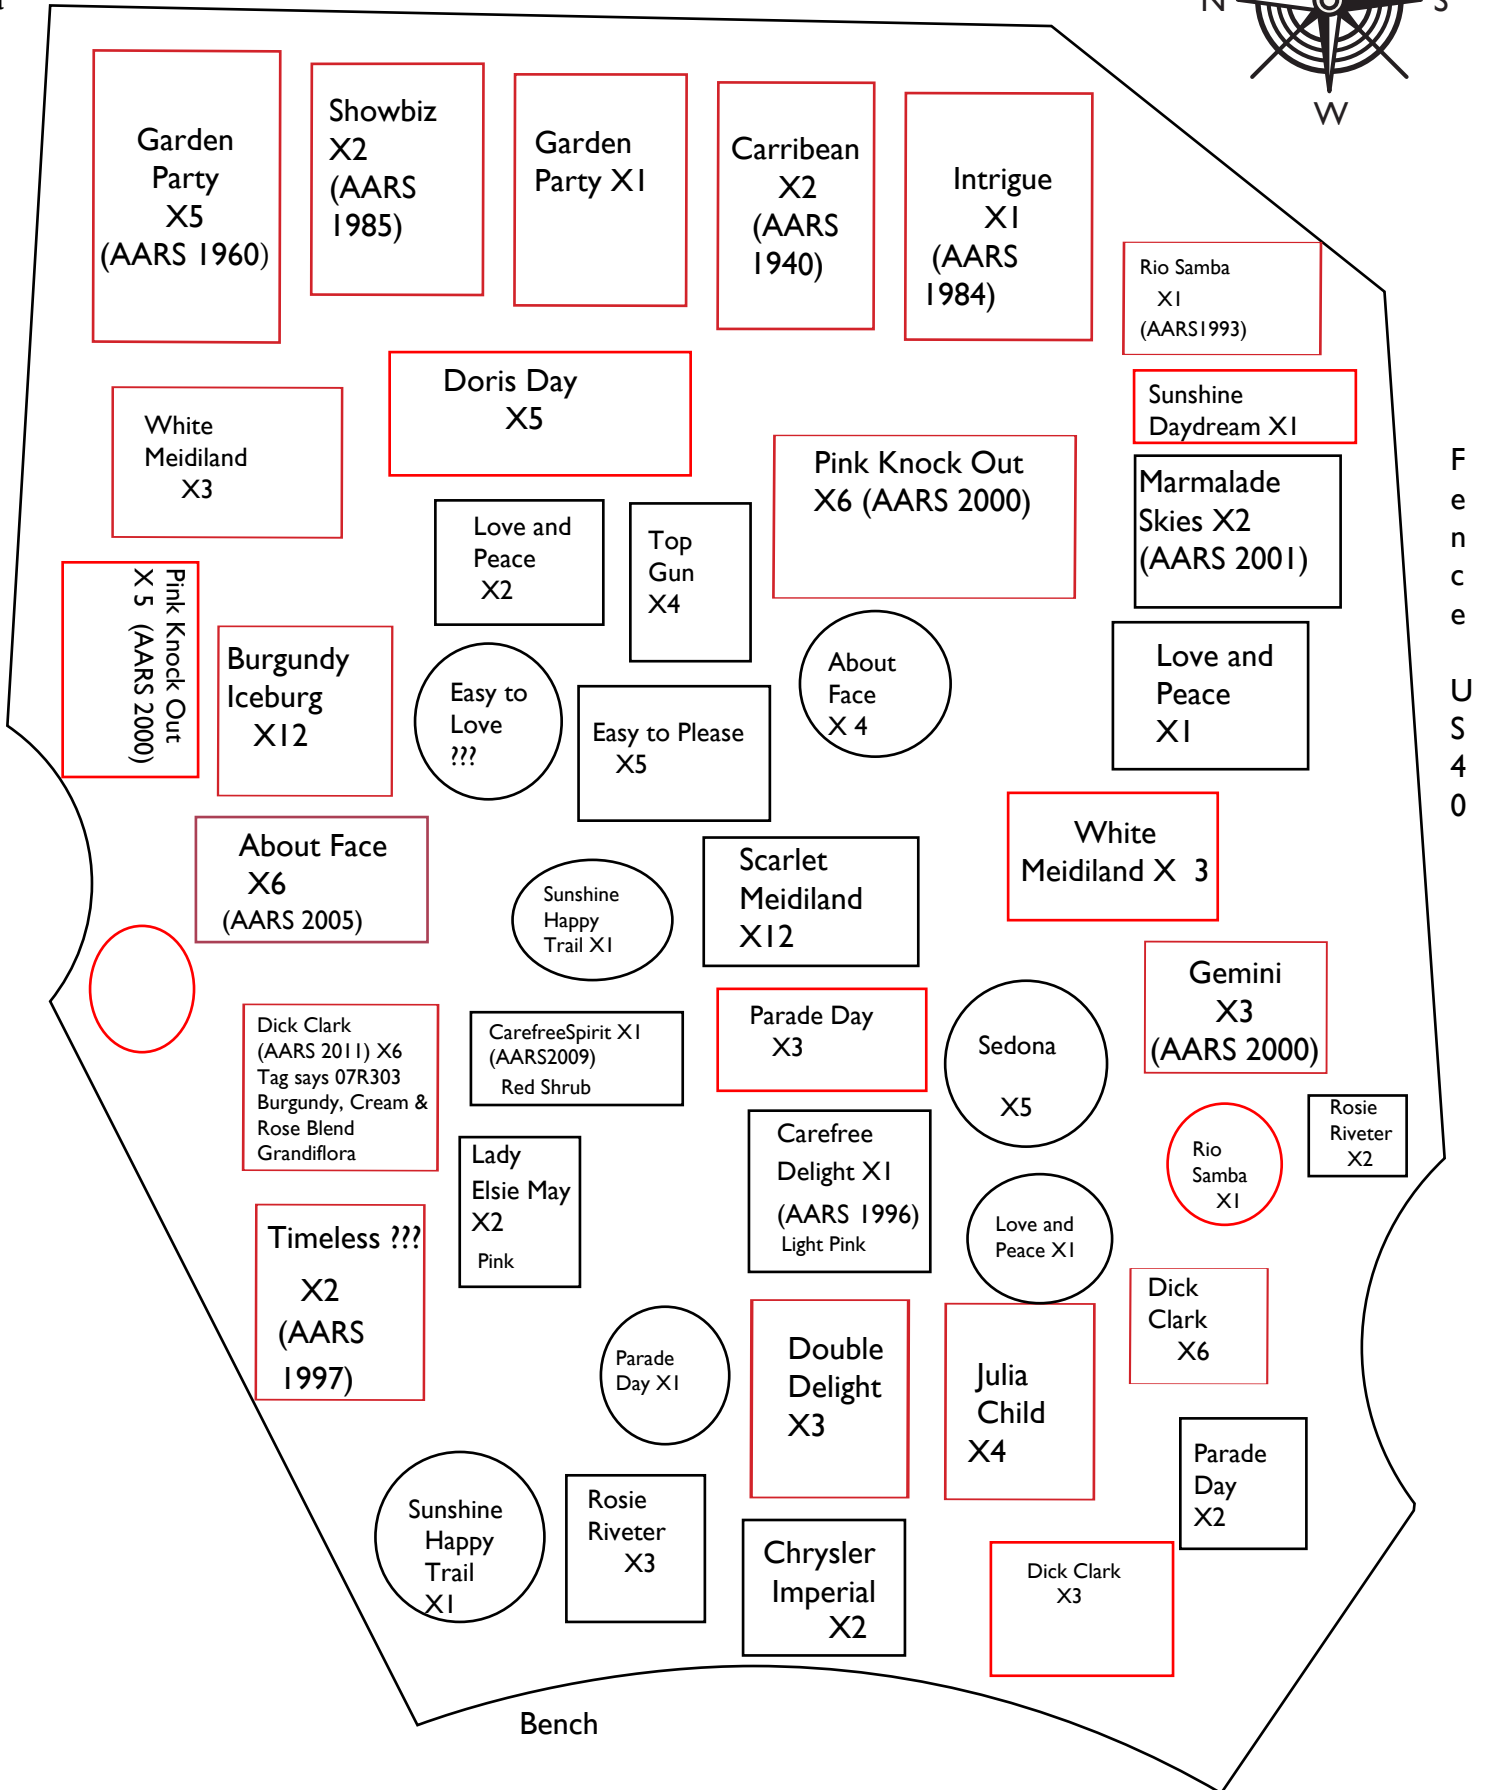 N
S
W
Garden
Party
X5
(AARS 1960)
Showbiz
X2
(AARS
1985)
Garden
Party X1
Carribean
X2
(AARS
1940)
Intrigue
X1
(AARS
1984)
Rio Samba
X1
(AARS1993)
Doris Day
X5
Sunshine
Daydream X1
White
Meidiland
X3
Pink Knock Out
X6 (AARS 2000)
Marmalade
Skies X2
(AARS 2001)
Love and
Peace
X2
Top
Gun
X4
Pink Knock Out
X 5 (AARS 2000)
Burgundy
Iceburg
X12
Easy to
Love
???
Easy to Please
X5
About
Face
X 4
Love and
Peace
X1
Fence US40
About Face
X6
(AARS 2005)
Sunshine
Happy
Trail X1
Scarlet
Meidiland
X12
White
Meidiland X 3
Dick Clark
(AARS 2011) X6
Tag says 07R303
Burgundy, Cream &
Rose Blend
Grandiflora
CarefreeSpirit X1
(AARS2009)
Red Shrub
Parade Day
X3
Sedona
X5
Gemini
X3
(AARS 2000)
Rosie
Riveter
X2
Rio
Samba
X1
Lady
Elsie May
X2
Pink
Carefree
Delight X1
(AARS 1996)
Light Pink
Love and
Peace X1
Timeless ???
X2
(AARS
1997)
Parade
Day X1
Double
Delight
X3
Julia
Child
X4
Dick
Clark
X6
Parade
Day
X2
Sunshine
Happy
Trail
X1
Rosie
Riveter
X3
Chrysler
Imperial
X2
Dick Clark
X3
Bench